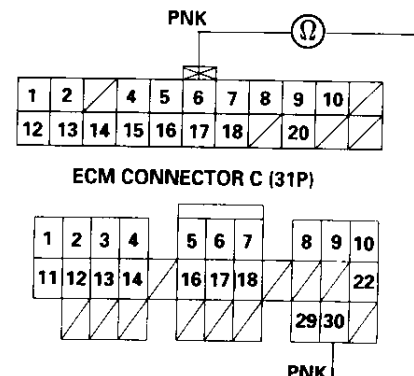 PNK
Ω
1 2 4 5 6 7 8 9 10
12 13 14 15 16 17 18 20
ECM CONNECTOR C (31P)
1 2 3 4 5 6 7 8 9 10
11 12 13 14 16 17 18 22
29 30
PNK